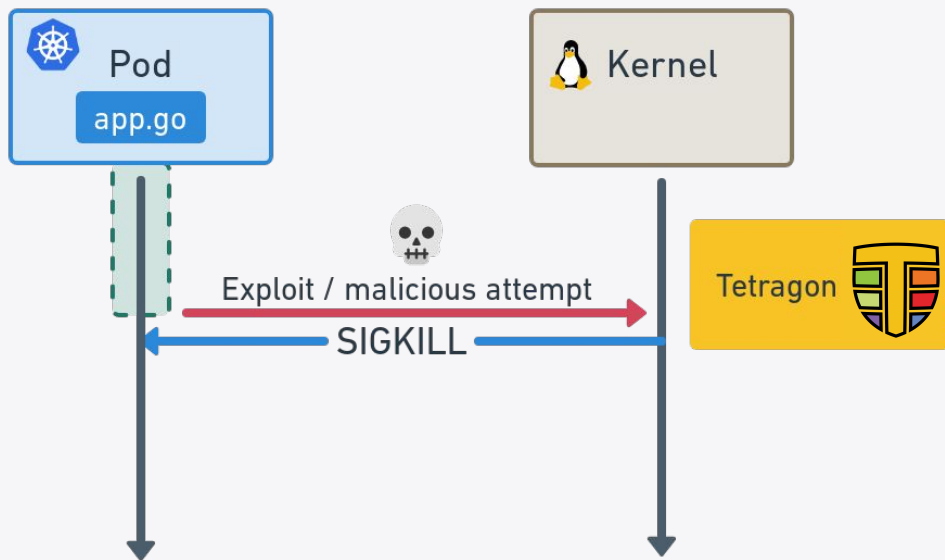 Pod
app.go
Kernel
Exploit / malicious attempt
Tetragon
SIGKILL